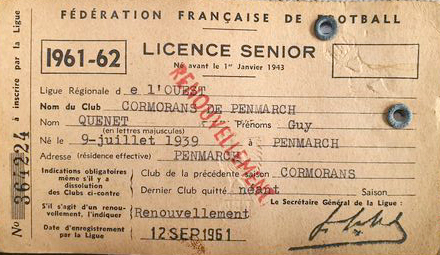 FÉDÉRATION FRANÇAISE DE FOOTBALL
1961-62
LICENCE SENIOR
Né avant le 1er Janvier 1943
Ligue Régionale de l'OUEST
Nom du Club CORMORANS DE PENMARCH
Nom QUENET Prénoms Guy
(en lettres majuscules)
Né le 9-juillet 1939 à PENMARCH
Adresse (résidence effective) PENMARCH
Indications obligatoires même s'il y a dissolution des Clubs ci-contre
Club de la précédente saison CORMORANS
Dernier Club quitté néant Saison
S'il s'agit d'un renouvellement, l'indiquer Renouvellement
Le Secrétaire Général de la Ligue :
Date d'enregistrement par la Ligue 12 SEP 1961
No 364224 à inscrire par la Ligue
RENOUVELLEMENT